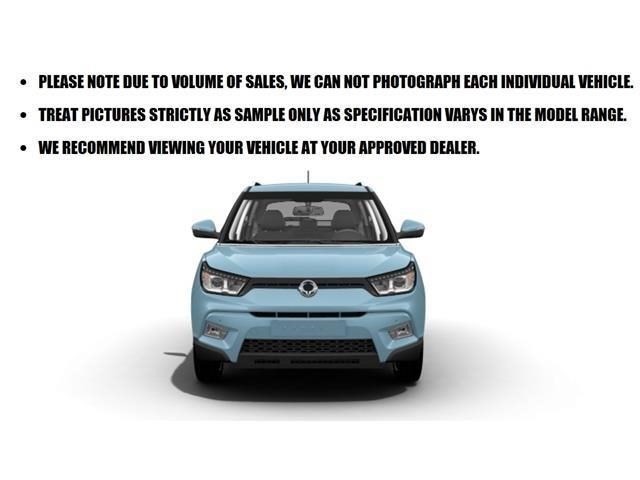 • PLEASE NOTE DUE TO VOLUME OF SALES, WE CAN NOT PHOTOGRAPH EACH INDIVIDUAL VEHICLE.
• TREAT PICTURES STRICTLY AS SAMPLE ONLY AS SPECIFICATION VARYS IN THE MODEL RANGE.
• WE RECOMMEND VIEWING YOUR VEHICLE AT YOUR APPROVED DEALER.